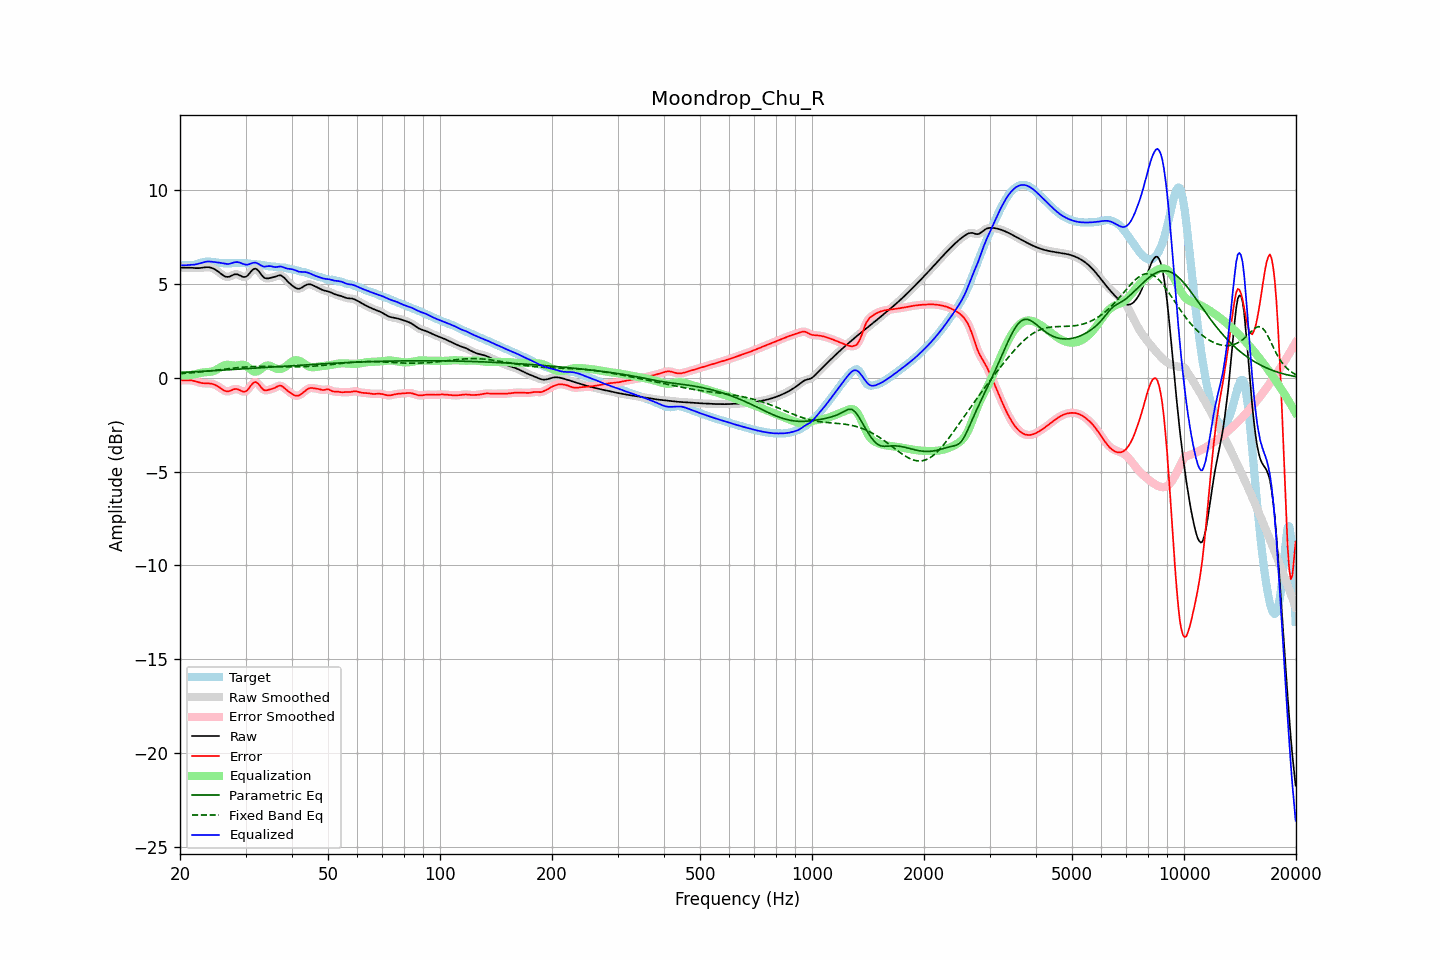 Moondrop_Chu_R
Amplitude (dBr)
10
5
0
−5
−10
−15
−20
−25
Target
Raw Smoothed
Error Smoothed
Raw
Error
Equalization
Parametric Eq
Fixed Band Eq
Equalized
20 50 100 200 500 1000 2000 5000 10000 20000
Frequency (Hz)